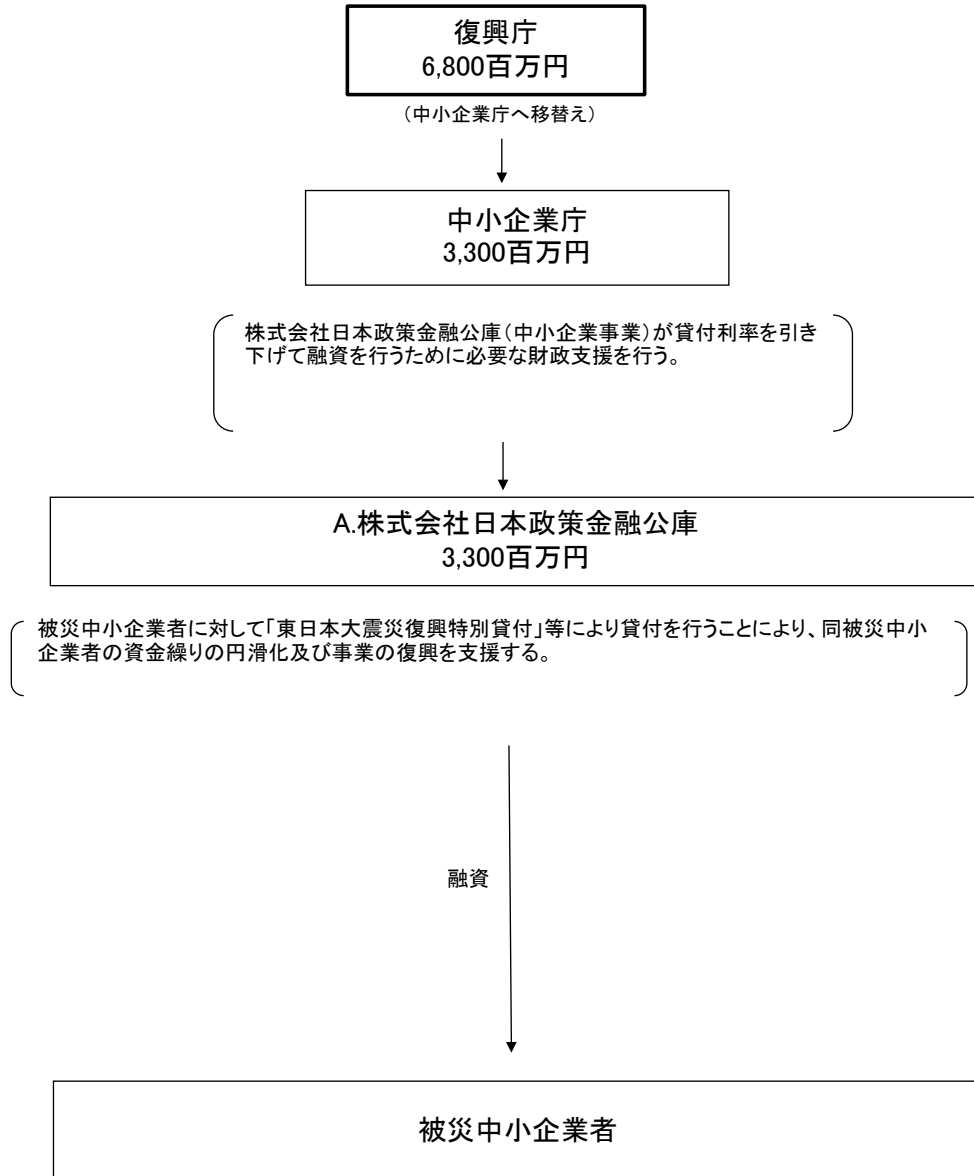 復興庁
6,800百万円
（中小企業庁へ移替え）
中小企業庁
3,300百万円
株式会社日本政策金融公庫（中小企業事業）が貸付利率を引き
下げて融資を行うために必要な財政支援を行う。
A.株式会社日本政策金融公庫
3,300百万円
被災中小企業者に対して「東日本大震災復興特別貸付」等により貸付を行うことにより、同被災中小
企業者の資金繰りの円滑化及び事業の復興を支援する。
融資
被災中小企業者